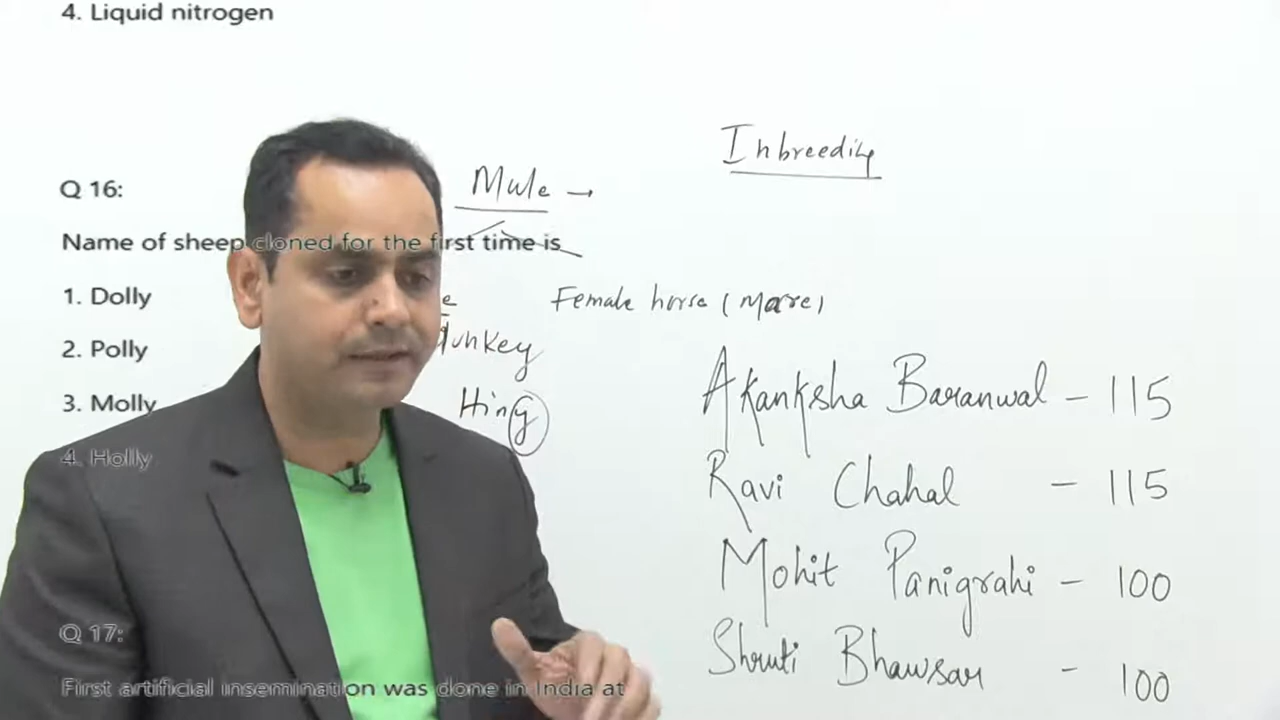 4. Liquid nitrogen
Inbreeding
Q 16:
Mule →
Name of sheep cloned for the first time is
1. Dolly
Female horse (Mare)
2. Polly
3. Molly
Hing
4. Holly
Akanksha Baranwal - 115
Ravi Chahal - 115
Mohit Panigrahi - 100
Shruti Bhawsar - 100
Q 17:
First artificial insemination was done in India at